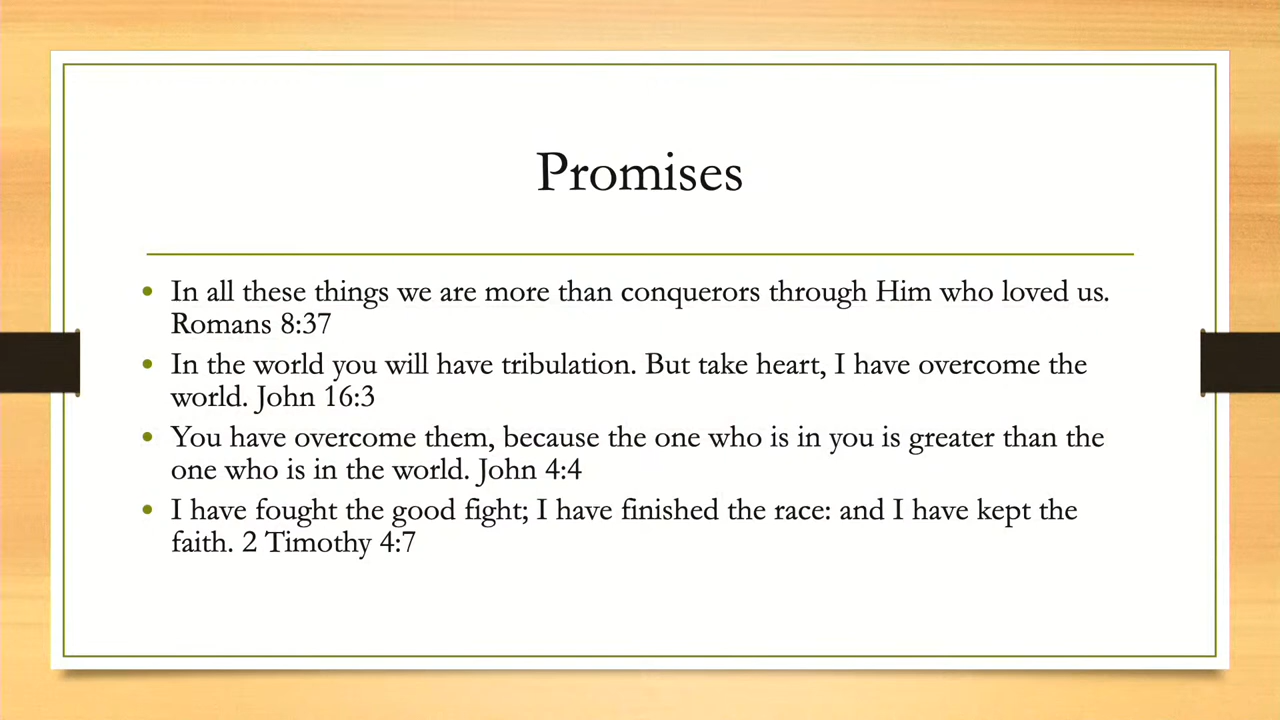 Promises
• In all these things we are more than conquerors through Him who loved us.
Romans 8:37
• In the world you will have tribulation. But take heart, I have overcome the
world. John 16:3
• You have overcome them, because the one who is in you is greater than the
one who is in the world. John 4:4
• I have fought the good fight; I have finished the race: and I have kept the
faith. 2 Timothy 4:7